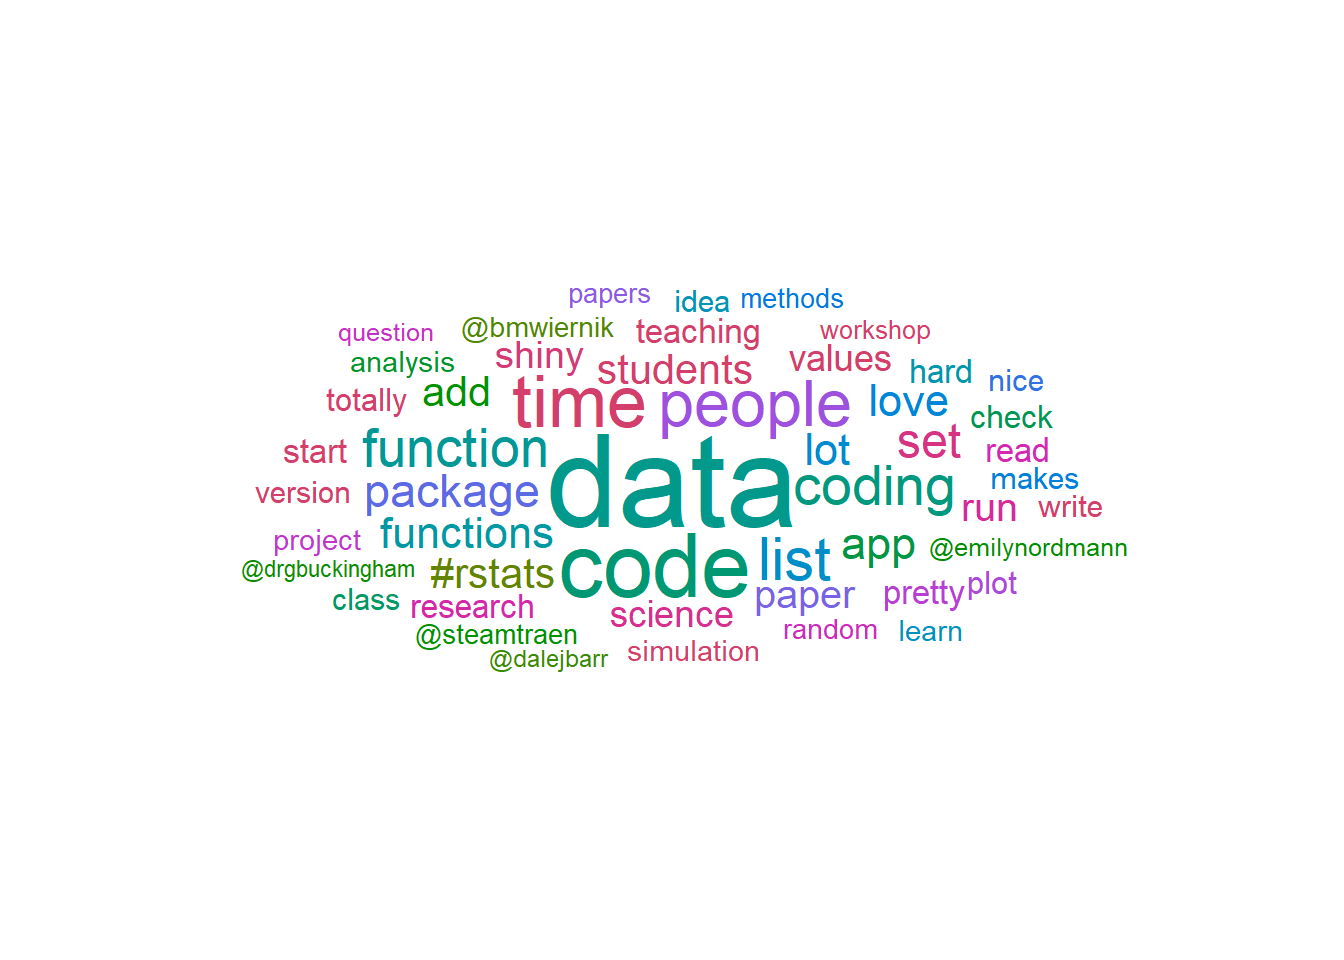 papers idea methods
question @bmwiernik teaching workshop
analysis shiny students values hard nice
totally add time people love check
start function lot set read
version package data coding run makes write
project functions code list app @emilynordmann
@drgbuckingham #rstats paper pretty plot
class research science random learn
@steamtraen simulation
@dalejbarr